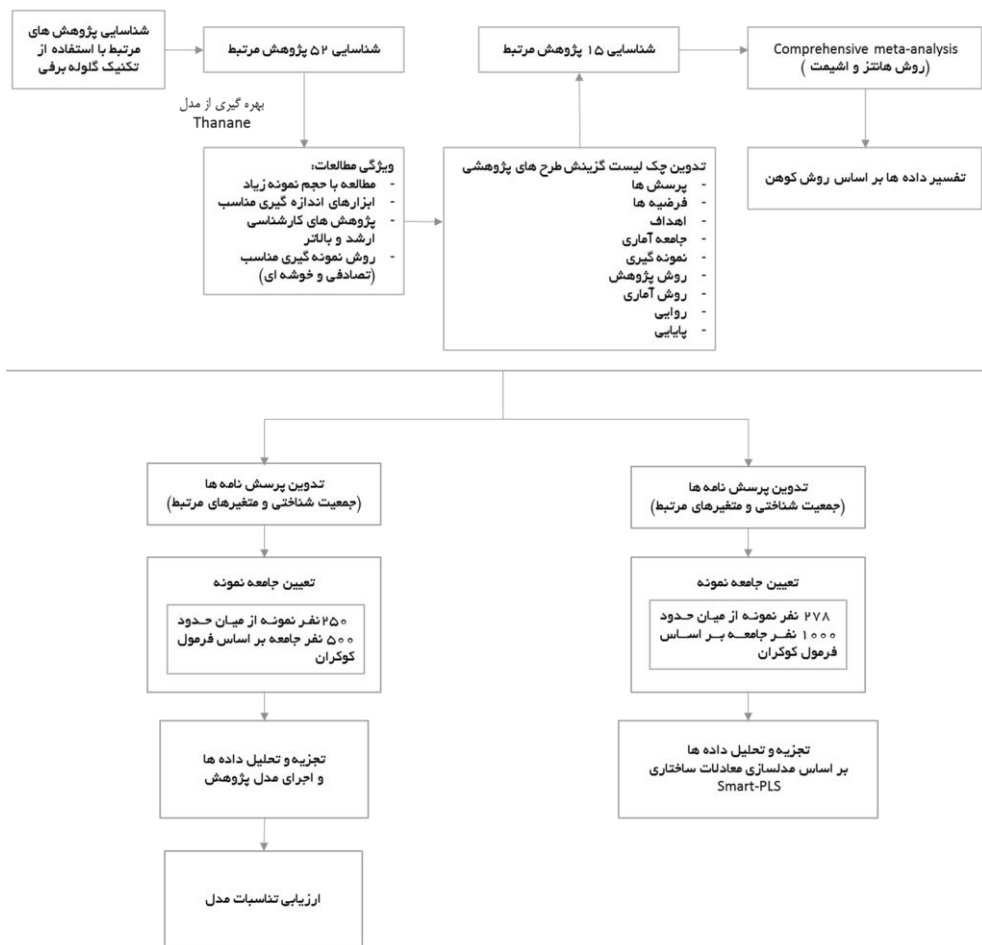 شناسایی پژوهش های
مرتبط با استفاده از
تکنیک گلوله برفی
شناسایی ۵۲ پژوهش مرتبط
بهره گیری از مدل
Thanane
ویژگی مطالعات:
- مطالعه با حجم نمونه زیاد
- ابزارهای اندازه گیری مناسب
- پژوهش های کارشناسی
ارشد و بالاتر
- روش نمونه گیری مناسب
(تصادفی و خوشه ای)
تدوین چک لیست گزینش طرح های پژوهشی
- پرسش ها
- فرضیه ها
- اهداف
- جامعه آماری
- نمونه گیری
- روش پژوهش
- روش آماری
- روایی
- پایایی
شناسایی ۱۵ پژوهش مرتبط
Comprehensive meta-analysis
(روش هانتز و اشیمت )
تفسیر داده ها بر اساس روش کوهن
تدوین پرسش نامه ها
(جمعیت شناختی و متغیرهای مرتبط)
تعیین جامعه نمونه
۲۷۸ نفر نمونه از میان حدود
۱۰۰۰ نفر جامعه بر اساس
فرمول کوکران
تجزیه و تحلیل داده ها
بر اساس مدلسازی معادلات ساختاری
Smart-PLS
تدوین پرسش نامه ها
(جمعیت شناختی و متغیرهای مرتبط)
تعیین جامعه نمونه
۲۵۰ نفر نمونه از میان حدود
۵۰۰ نفر جامعه بر اساس فرمول
کوکران
تجزیه و تحلیل داده ها
و اجرای مدل پژوهش
ارزیابی تناسبات مدل